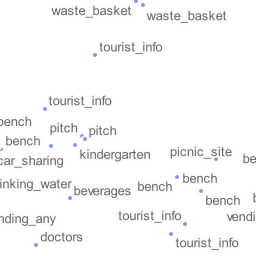 waste_basket
waste_basket
tourist_info
tourist_info
bench
pitch
pitch
bench
kindergarten
picnic_site
be
car_sharing
inking_water
bench
bench
beverages
bench
b
nding_any
tourist_info
vendi
doctors
tourist_info